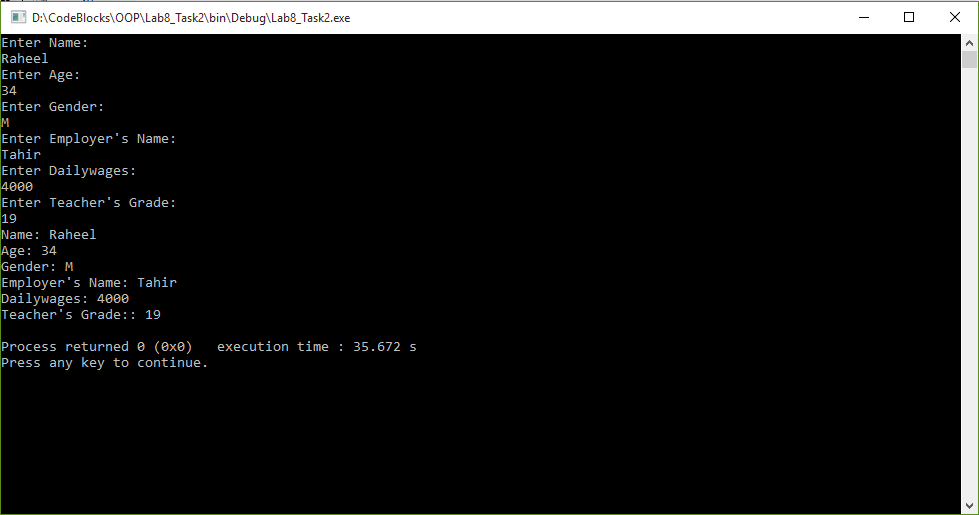 D:\CodeBlocks\OOP\Lab8_Task2\bin\Debug\Lab8_Task2.exe
Enter Name:
Raheel
Enter Age:
34
Enter Gender:
M
Enter Employer's Name:
Tahir
Enter Dailywages:
4000
Enter Teacher's Grade:
19
Name: Raheel
Age: 34
Gender: M
Employer's Name: Tahir
Dailywages: 4000
Teacher's Grade:: 19

Process returned 0 (0x0)   execution time : 35.672 s
Press any key to continue.